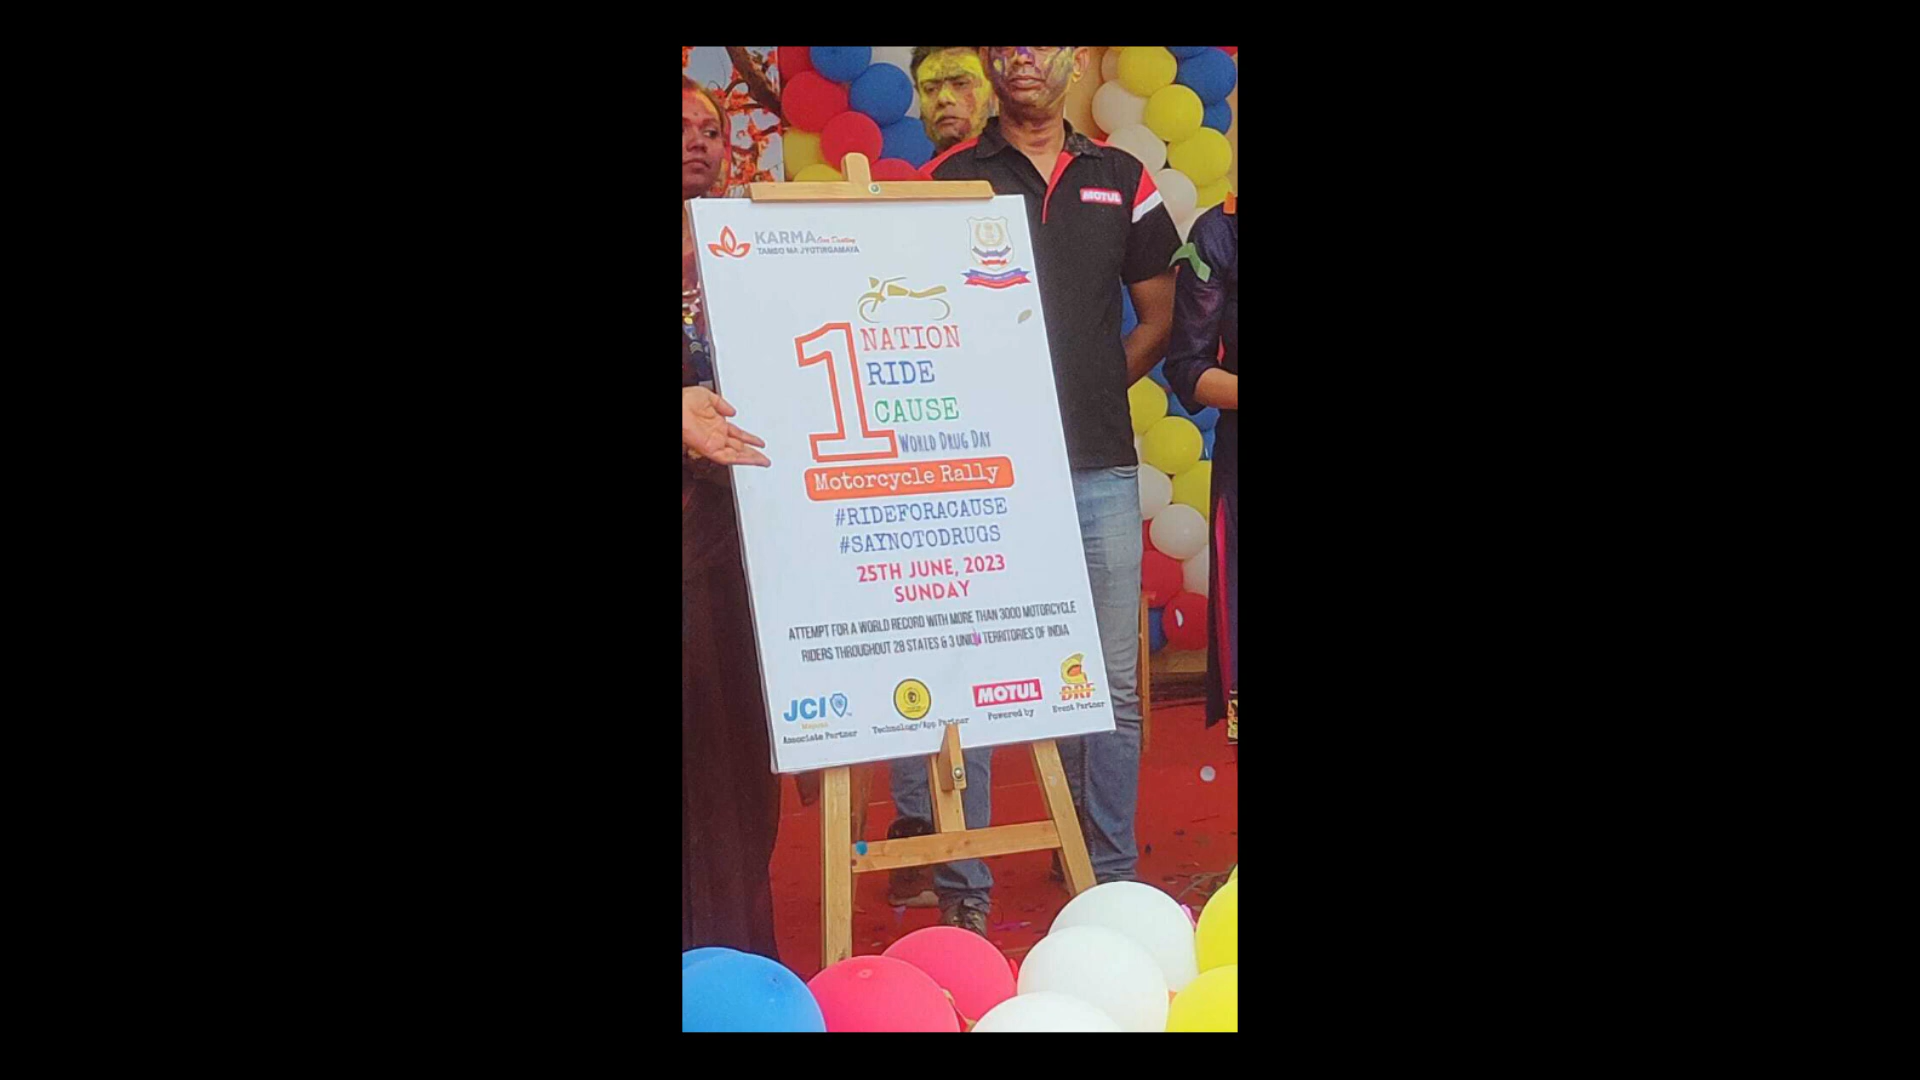 MOTUL
KARMA
TAMSO MA JYOTIRGAMAYA
1 NATION
RIDE
CAUSE
WORLD DRUG DAY
Motorcycle Rally
#RIDEFORACAUSE
#SAYNOTODRUGS
25TH JUNE, 2023
SUNDAY
ATTEMPT FOR A WORLD RECORD WITH MORE THAN 3000 MOTORCYCLE
RIDERS THROUGHOUT 28 STATES & 3 UNION TERRITORIES OF INDIA
JCI
Associate Partner
Technology/App Partner
MOTUL
Powered by
BRF
Event Partner